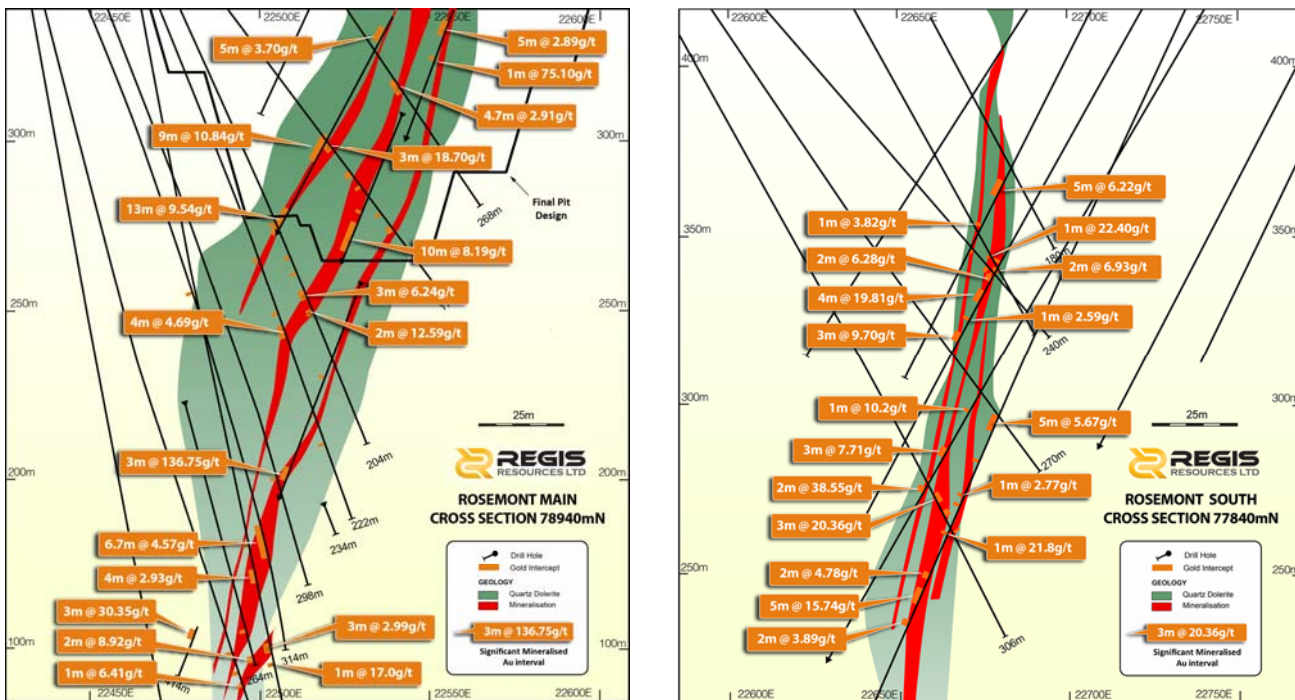 22450E
22500E
22550E
22600E
5m @ 3.70g/t
5m @ 2.89g/t
1m @ 75.10g/t
4.7m @ 2.91g/t
300m
300m
9m @ 10.84g/t
3m @ 18.70g/t
Final Pit
Design
268m
13m @ 9.54g/t
10m @ 8.19g/t
3m @ 6.24g/t
250m
250m
4m @ 4.69g/t
2m @ 12.59g/t
25m
204m
3m @ 136.75g/t
200m
200m
REGIS
RESOURCES LTD
ROSEMONT MAIN
CROSS SECTION 78940mN
222m
234m
6.7m @ 4.57g/t
4m @ 2.93g/t
298m
Drill Hole
Gold Intercept
GEOLOGY
Quartz Dolerite
Mineralisation
3m @ 136.75g/t
Significant Mineralised
Au interval
3m @ 30.35g/t
3m @ 2.99g/t
2m @ 8.92g/t
314m
100m
100m
1m @ 6.41g/t
264m
1m @ 17.0g/t
22450E
22500E
22550E
22600E
22600E
22650E
22700E
22750E
400m
400m
5m @ 6.22g/t
1m @ 3.82g/t
1m @ 22.40g/t
350m
350m
180m
2m @ 6.28g/t
2m @ 6.93g/t
4m @ 19.81g/t
1m @ 2.59g/t
3m @ 9.70g/t
240m
300m
300m
1m @ 10.2g/t
5m @ 5.67g/t
25m
3m @ 7.71g/t
270m
REGIS
RESOURCES LTD
ROSEMONT SOUTH
CROSS SECTION 77840mN
2m @ 38.55g/t
1m @ 2.77g/t
3m @ 20.36g/t
1m @ 21.8g/t
Drill Hole
Gold Intercept
GEOLOGY
Quartz Dolerite
Mineralisation
3m @ 20.36g/t
Significant Mineralised
Au interval
2m @ 4.78g/t
250m
250m
5m @ 15.74g/t
2m @ 3.89g/t
306m
22600E
22650E
22700E
22750E